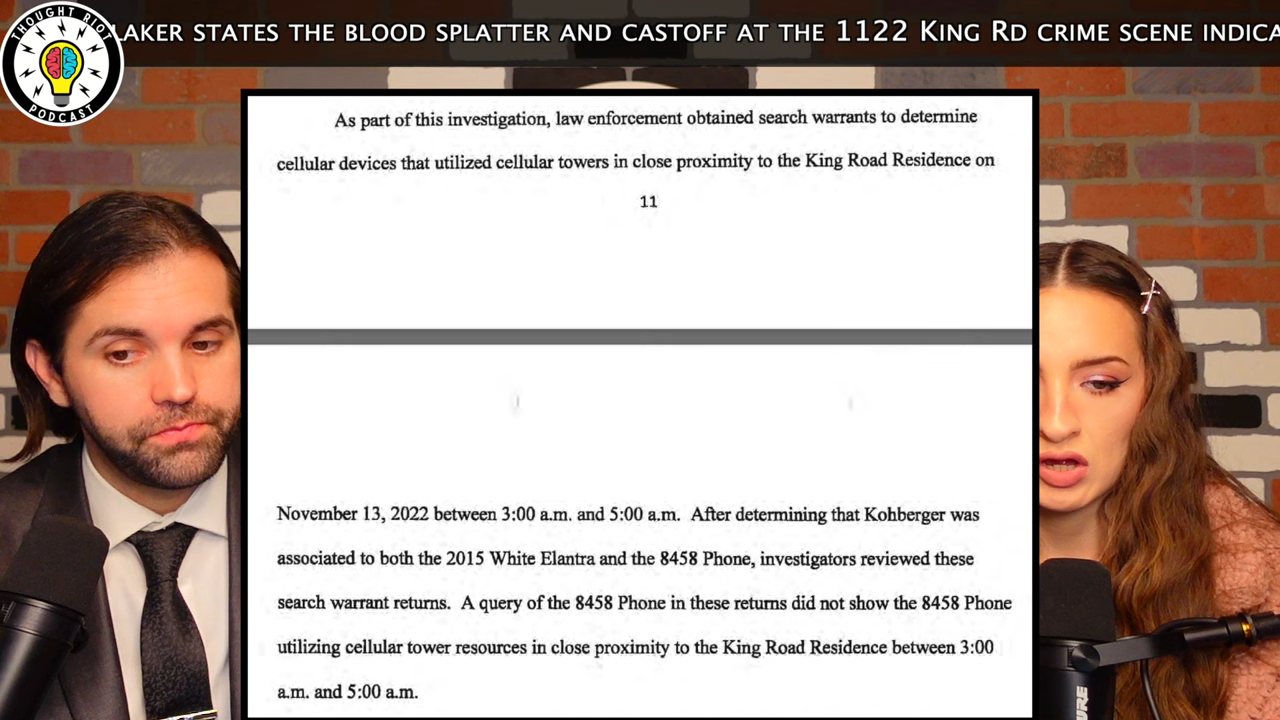 LAKER STATES THE BLOOD SPLATTER AND CASTOFF AT THE 1122 KING RD CRIME SCENE INDICA
THOUGHT RIOT
PODCAST
As part of this investigation, law enforcement obtained search warrants to determine
cellular devices that utilized cellular towers in close proximity to the King Road Residence on
11
November 13, 2022 between 3:00 a.m. and 5:00 a.m. After determining that Kohberger was
associated to both the 2015 White Elantra and the 8458 Phone, investigators reviewed these
search warrant returns. A query of the 8458 Phone in these returns did not show the 8458 Phone
utilizing cellular tower resources in close proximity to the King Road Residence between 3:00
a.m. and 5:00 a.m.